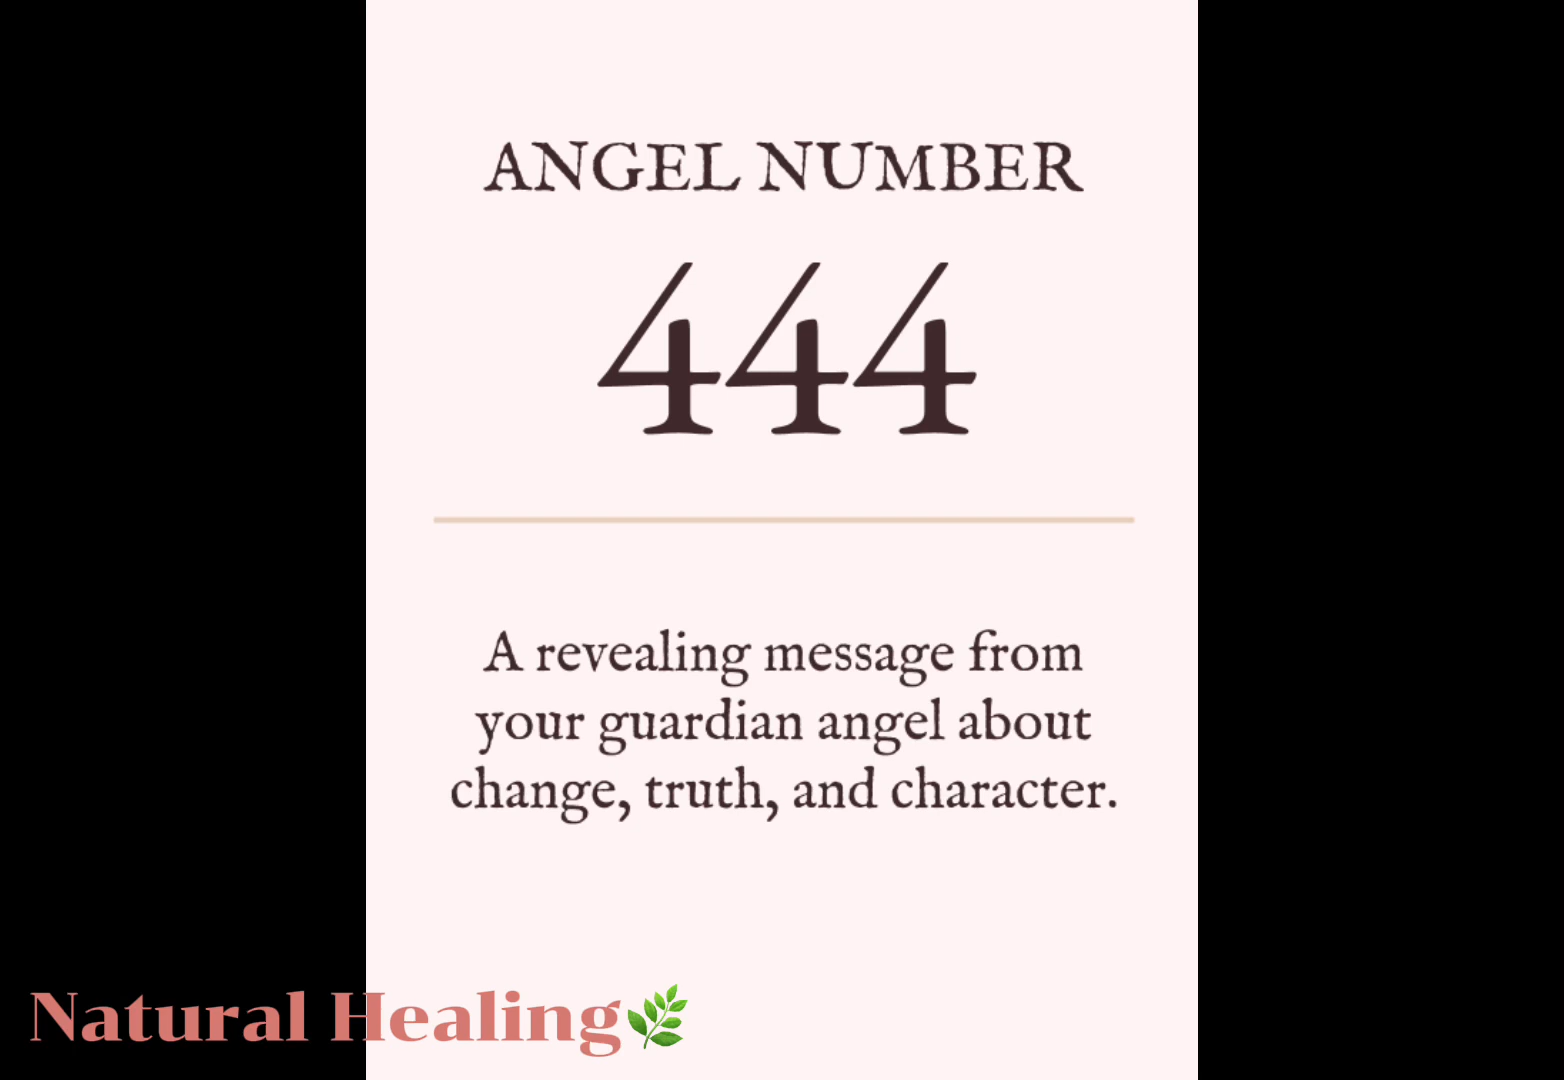 ANGEL NUMBER
444
A revealing message from
your guardian angel about
change, truth, and character.
Natural Healing🌿